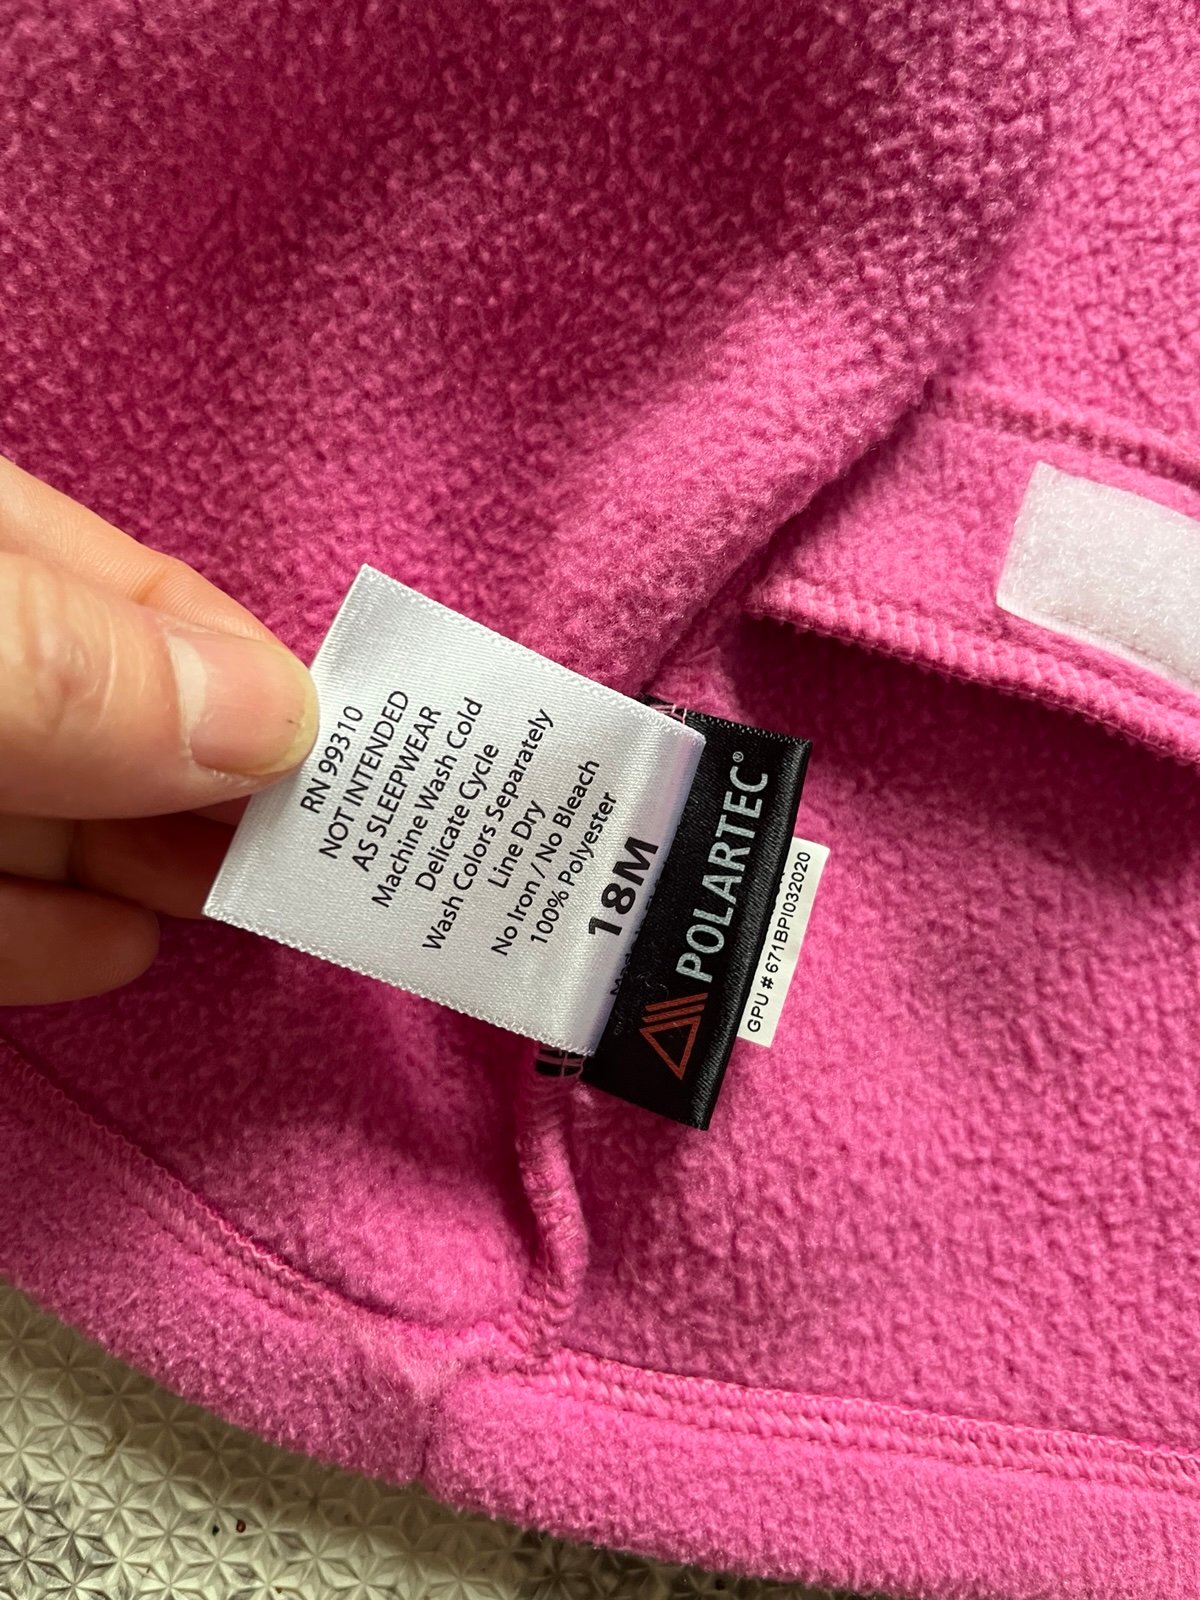 RN 99310
NOT INTENDED
AS SLEEPWEAR
Machine Wash Cold
Delicate Cycle
Wash Colors Separately
Line Dry
No Iron / No Bleach
100% Polyester
18M
POLARTEC®
GPU # 671BPI032020